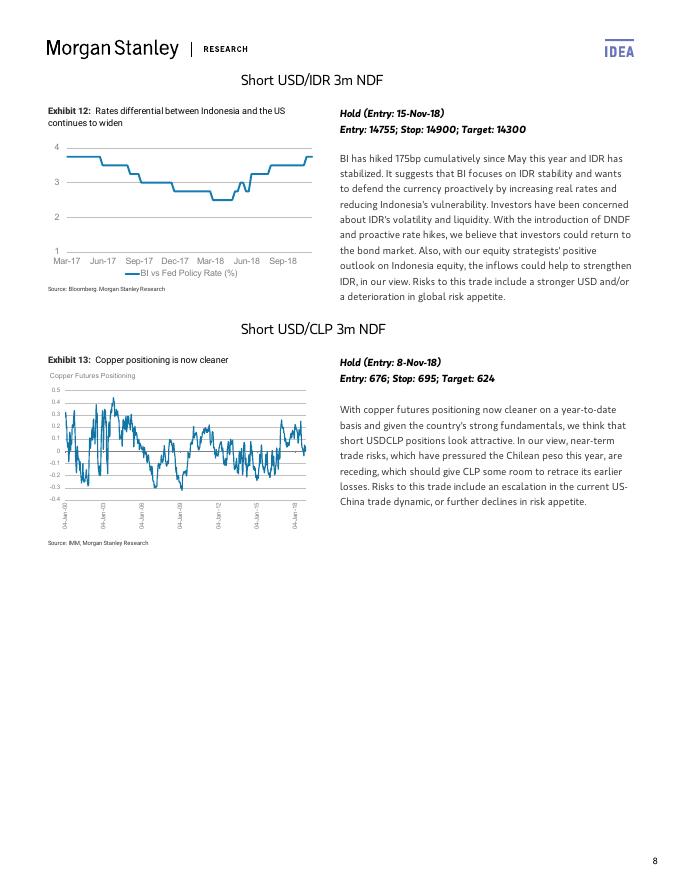 Morgan Stanley | RESEARCH
IDEA
Short USD/IDR 3m NDF
Exhibit 12: Rates differential between Indonesia and the US
continues to widen
4
3
2
1
Mar-17 Jun-17 Sep-17 Dec-17 Mar-18 Jun-18 Sep-18
BI vs Fed Policy Rate (%)
Source: Bloomberg, Morgan Stanley Research
Hold (Entry: 15-Nov-18)
Entry: 14755; Stop: 14900; Target: 14300
BI has hiked 175bp cumulatively since May this year and IDR has
stabilized. It suggests that BI focuses on IDR stability and wants
to defend the currency proactively by increasing real rates and
reducing Indonesia's vulnerability. Investors have been concerned
about IDR's volatility and liquidity. With the introduction of DNDF
and proactive rate hikes, we believe that investors could return to
the bond market. Also, with our equity strategists' positive
outlook on Indonesia equity, the inflows could help to strengthen
IDR, in our view. Risks to this trade include a stronger USD and/or
a deterioration in global risk appetite.
Short USD/CLP 3m NDF
Exhibit 13: Copper positioning is now cleaner
Copper Futures Positioning
0.5
0.4
0.3
0.2
0.1
0
-0.1
-0.2
-0.3
-0.4
04-Jan-00 04-Jan-03 04-Jan-06 04-Jan-09 04-Jan-12 04-Jan-15 04-Jan-18
Source: IMM, Morgan Stanley Research
Hold (Entry: 8-Nov-18)
Entry: 676; Stop: 695; Target: 624
With copper futures positioning now cleaner on a year-to-date
basis and given the country's strong fundamentals, we think that
short USDCLP positions look attractive. In our view, near-term
trade risks, which have pressured the Chilean peso this year, are
receding, which should give CLP some room to retrace its earlier
losses. Risks to this trade include an escalation in the current US-
China trade dynamic, or further declines in risk appetite.
8